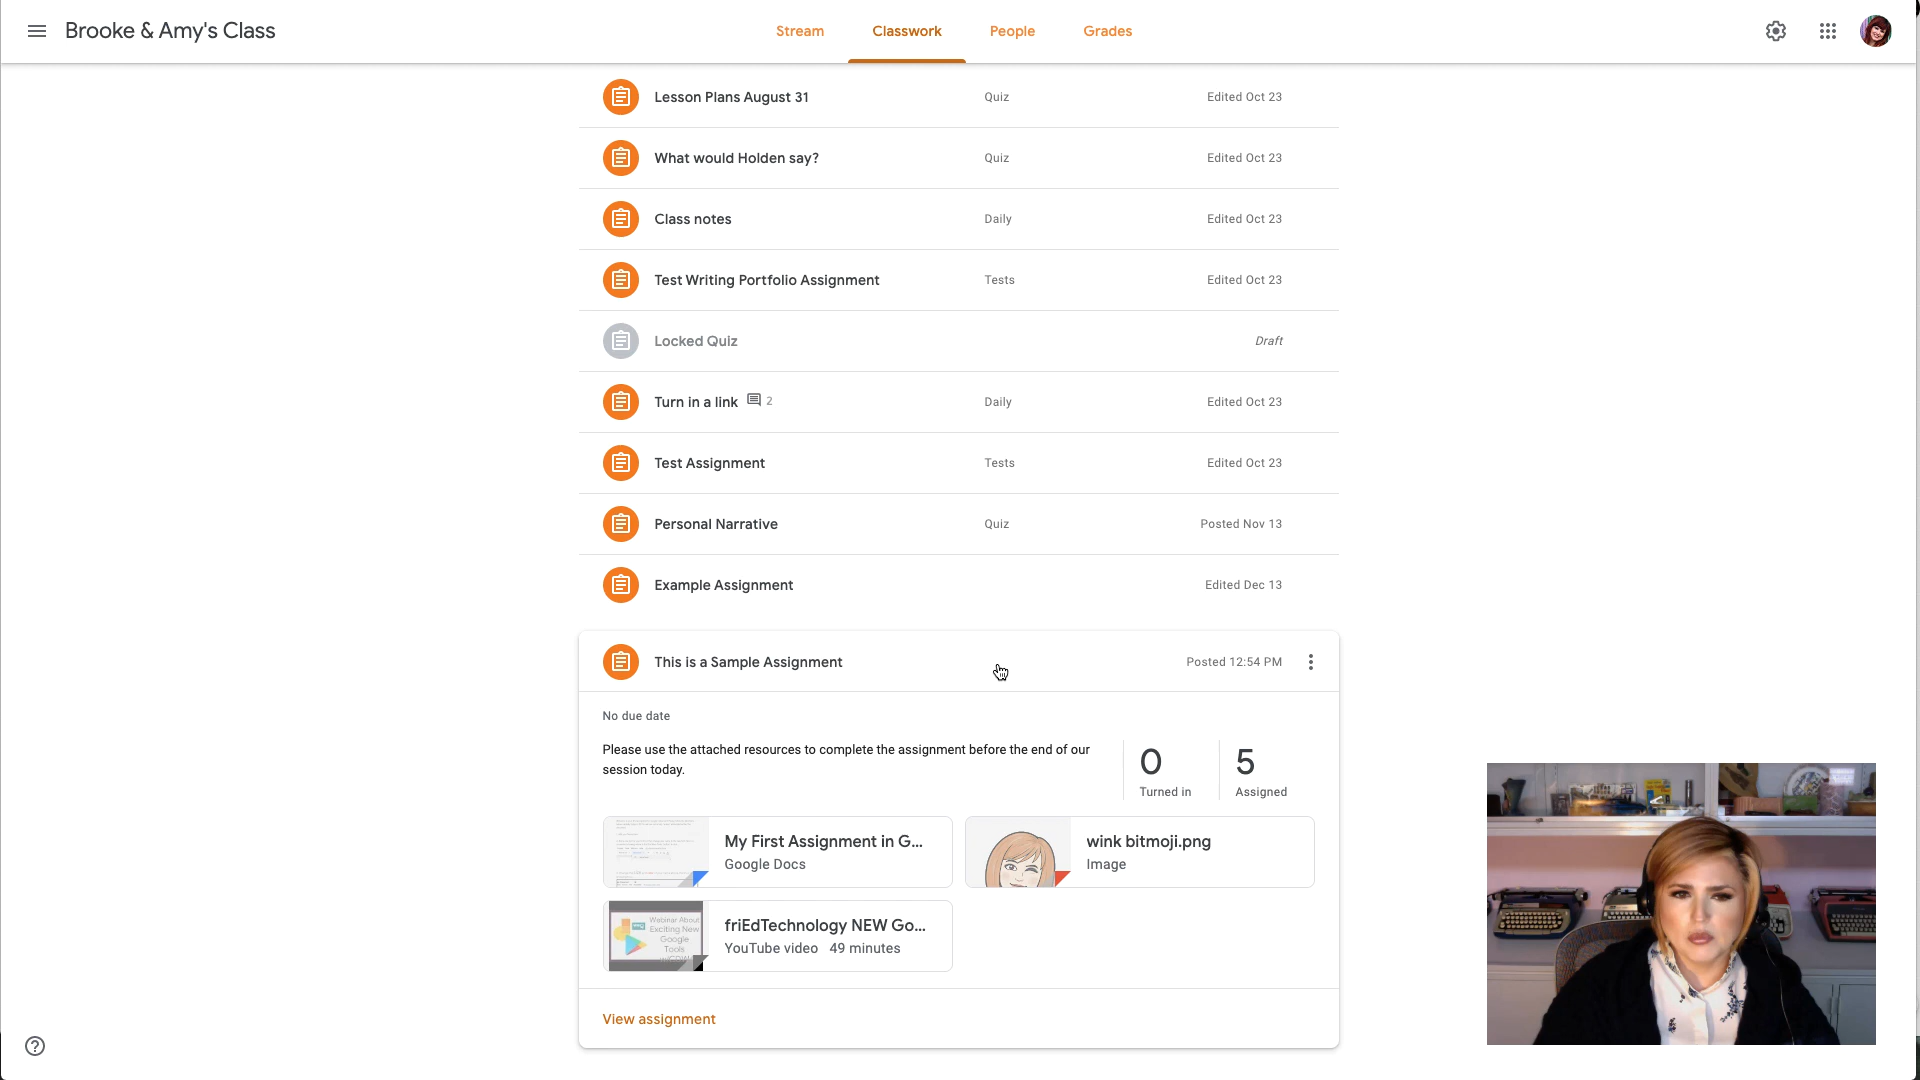 Brooke & Amy's Class
Stream
Classwork
People
Grades
Lesson Plans August 31
Quiz
Edited Oct 23
What would Holden say?
Quiz
Edited Oct 23
Class notes
Daily
Edited Oct 23
Test Writing Portfolio Assignment
Tests
Edited Oct 23
Locked Quiz
Draft
Turn in a link
2
Daily
Edited Oct 23
Test Assignment
Tests
Edited Oct 23
Personal Narrative
Quiz
Posted Nov 13
Example Assignment
Edited Dec 13
This is a Sample Assignment
Posted 12:54 PM
No due date
Please use the attached resources to complete the assignment before the end of our
session today.
0
Turned in
5
Assigned
My First Assignment in G...
Google Docs
wink bitmoji.png
Image
Webinar About
Exciting New
Google
Tools
friEdTechnology NEW Go...
YouTube video 49 minutes
View assignment